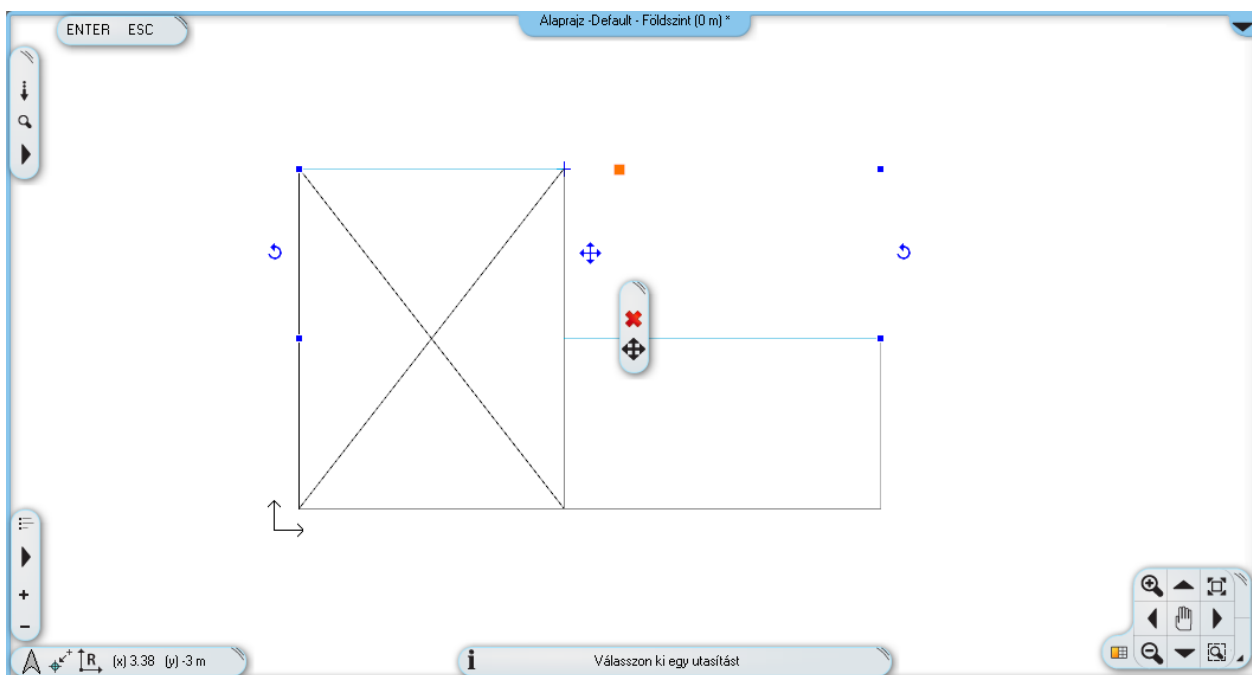 Alaprajz -Default - Földszint (0 m) *
ENTER ESC
R (x) 3.38 (y) -3 m
i Válasszon ki egy utasítást